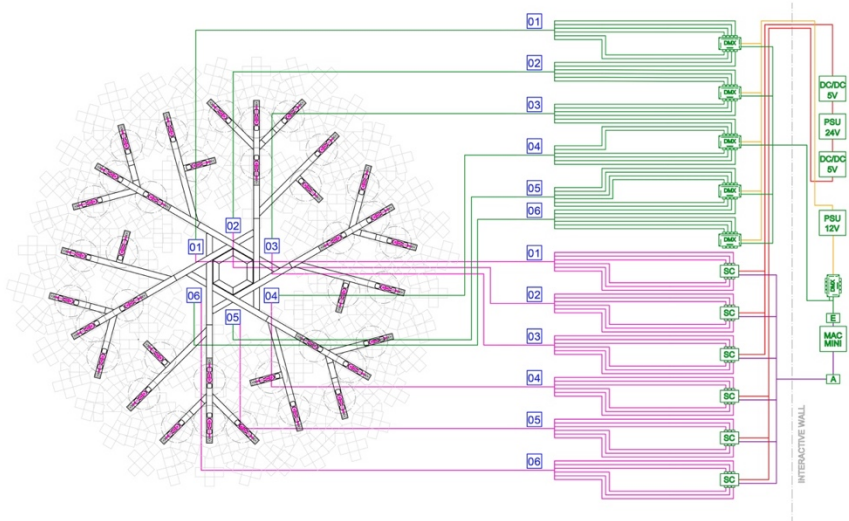 01
DMX
02
DMX
DC/DC
5V
03
PSU
24V
04
DMX
DC/DC
5V
05
DMX
02
06
PSU
12V
01
03
DMX
01
SC
DMX
06
04
02
SC
E
05
MAC
MINI
03
SC
A
04
SC
05
SC
INTERACTIVE WALL
06
SC